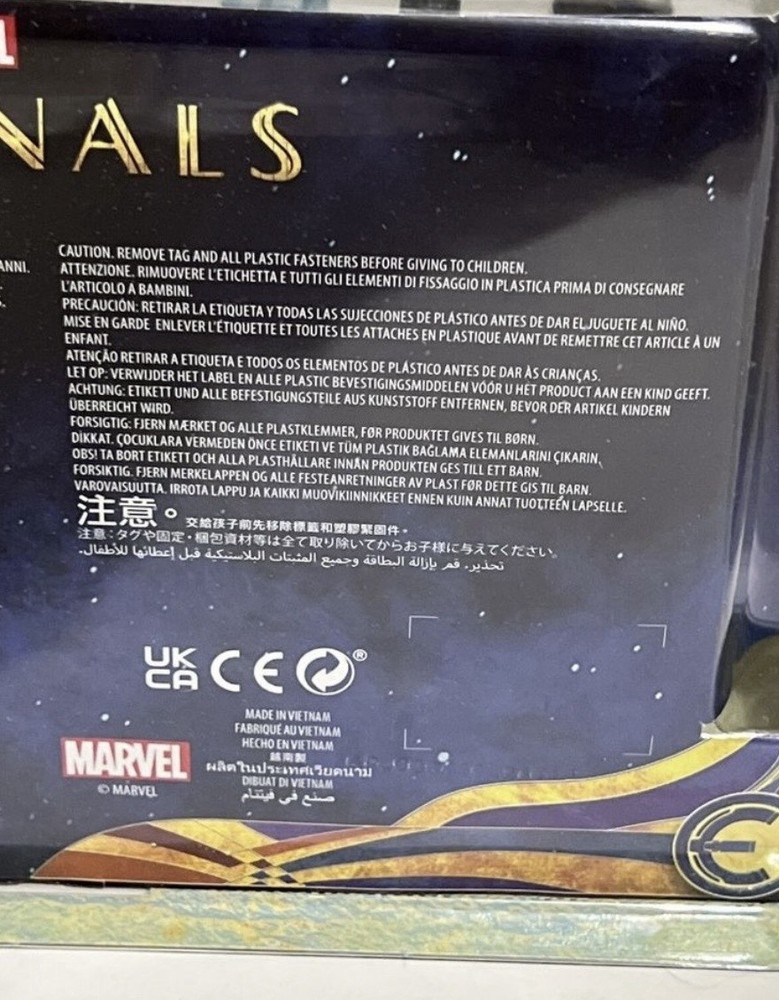 L
NALS
ANNI.
CAUTION. REMOVE TAG AND ALL PLASTIC FASTENERS BEFORE GIVING TO CHILDREN.
ATTENZIONE. RIMUOVERE L'ETICHETTA E TUTTI GLI ELEMENTI DI FISSAGGIO IN PLASTICA PRIMA DI CONSEGNARE
L'ARTICOLO A BAMBINI.
PRECAUCIÓN: RETIRAR LA ETIQUETA Y TODAS LAS SUJECCIONES DE PLÁSTICO ANTES DE DAR EL JUGUETE AL NIÑO.
MISE EN GARDE ENLEVER L'ÉTIQUETTE ET TOUTES LES ATTACHES EN PLASTIQUE AVANT DE REMETTRE CET ARTICLE À UN
ENFANT.
ATENÇÃO RETIRAR A ETIQUETA E TODOS OS ELEMENTOS DE PLÁSTICO ANTES DE DAR ÀS CRIANÇAS.
LET OP: VERWIJDER HET LABEL EN ALLE PLASTIC BEVESTIGINGSMIDDELEN VÓÓR U HET PRODUCT AAN EEN KIND GEEFT.
ACHTUNG: ETIKETT UND ALLE BEFESTIGUNGSTEILE AUS KUNSTSTOFF ENTFERNEN, BEVOR DER ARTIKEL KINDERN
ÜBERREICHT WIRD.
FORSIGTIG: FJERN MÆRKET OG ALLE PLASTKLEMMER, FØR PRODUKTET GIVES TIL BØRN.
DİKKAT. ÇOCUKLARA VERMEDEN ÖNCE ETİKETİ VE TÜM PLASTİK BAĞLAMA ELEMANLARINI ÇIKARIN.
OBS! TA BORT ETIKETT OCH ALLA PLASTHÅLLARE INNAN PRODUKTEN GES TILL ETT BARN.
FORSIKTIG. FJERN MERKELAPPEN OG ALLE FESTEANRETNINGER AV PLAST FØR DETTE GIS TIL BARN.
VAROVAISUUTTA. IRROTA LAPPU JA KAIKKI MUOVIKIINNIKKEET ENNEN KUIN ANNAT TUOTTEEN LAPSELLE.
注意。交給孩子前先移除標籤和塑膠緊固件。
注意:タグや固定・梱包資材等は全て取り除いてからお子様に与えてください。
تحذير. قم بإزالة البطاقة وجميع المثبتات البلاستيكية قبل إعطائها للأطفال.
UK
CA CE ®
MADE IN VIETNAM
FABRIQUÉ AU VIETNAM
HECHO EN VIETNAM
越南製
ผลิตในประเทศเวียดนาม
DIBUAT DI VIETNAM
صنع في فيتنام
MARVEL
© MARVEL